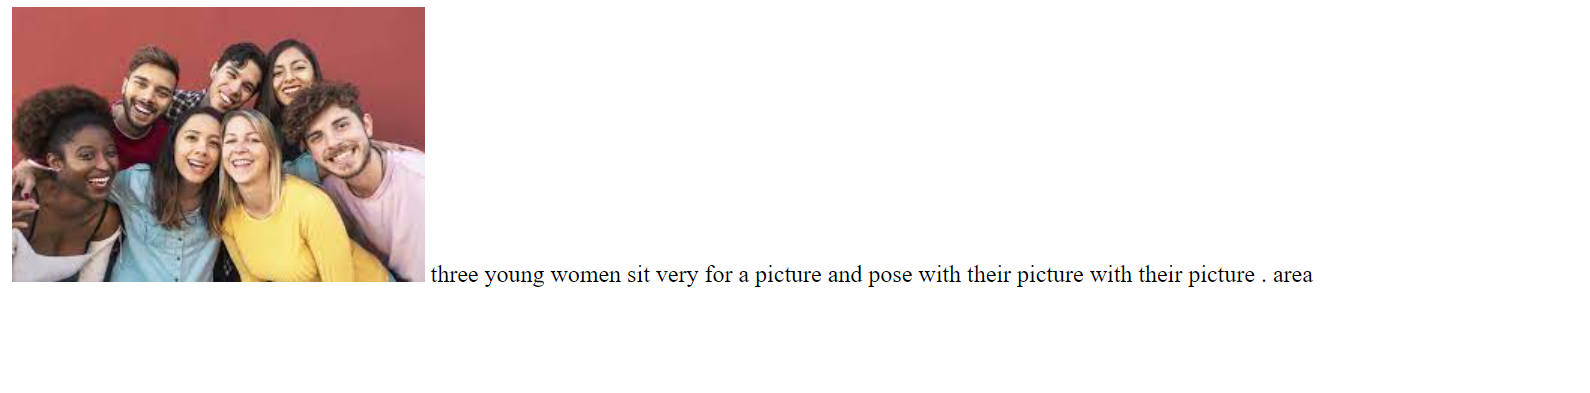 three young women sit very for a picture and pose with their picture with their picture . area